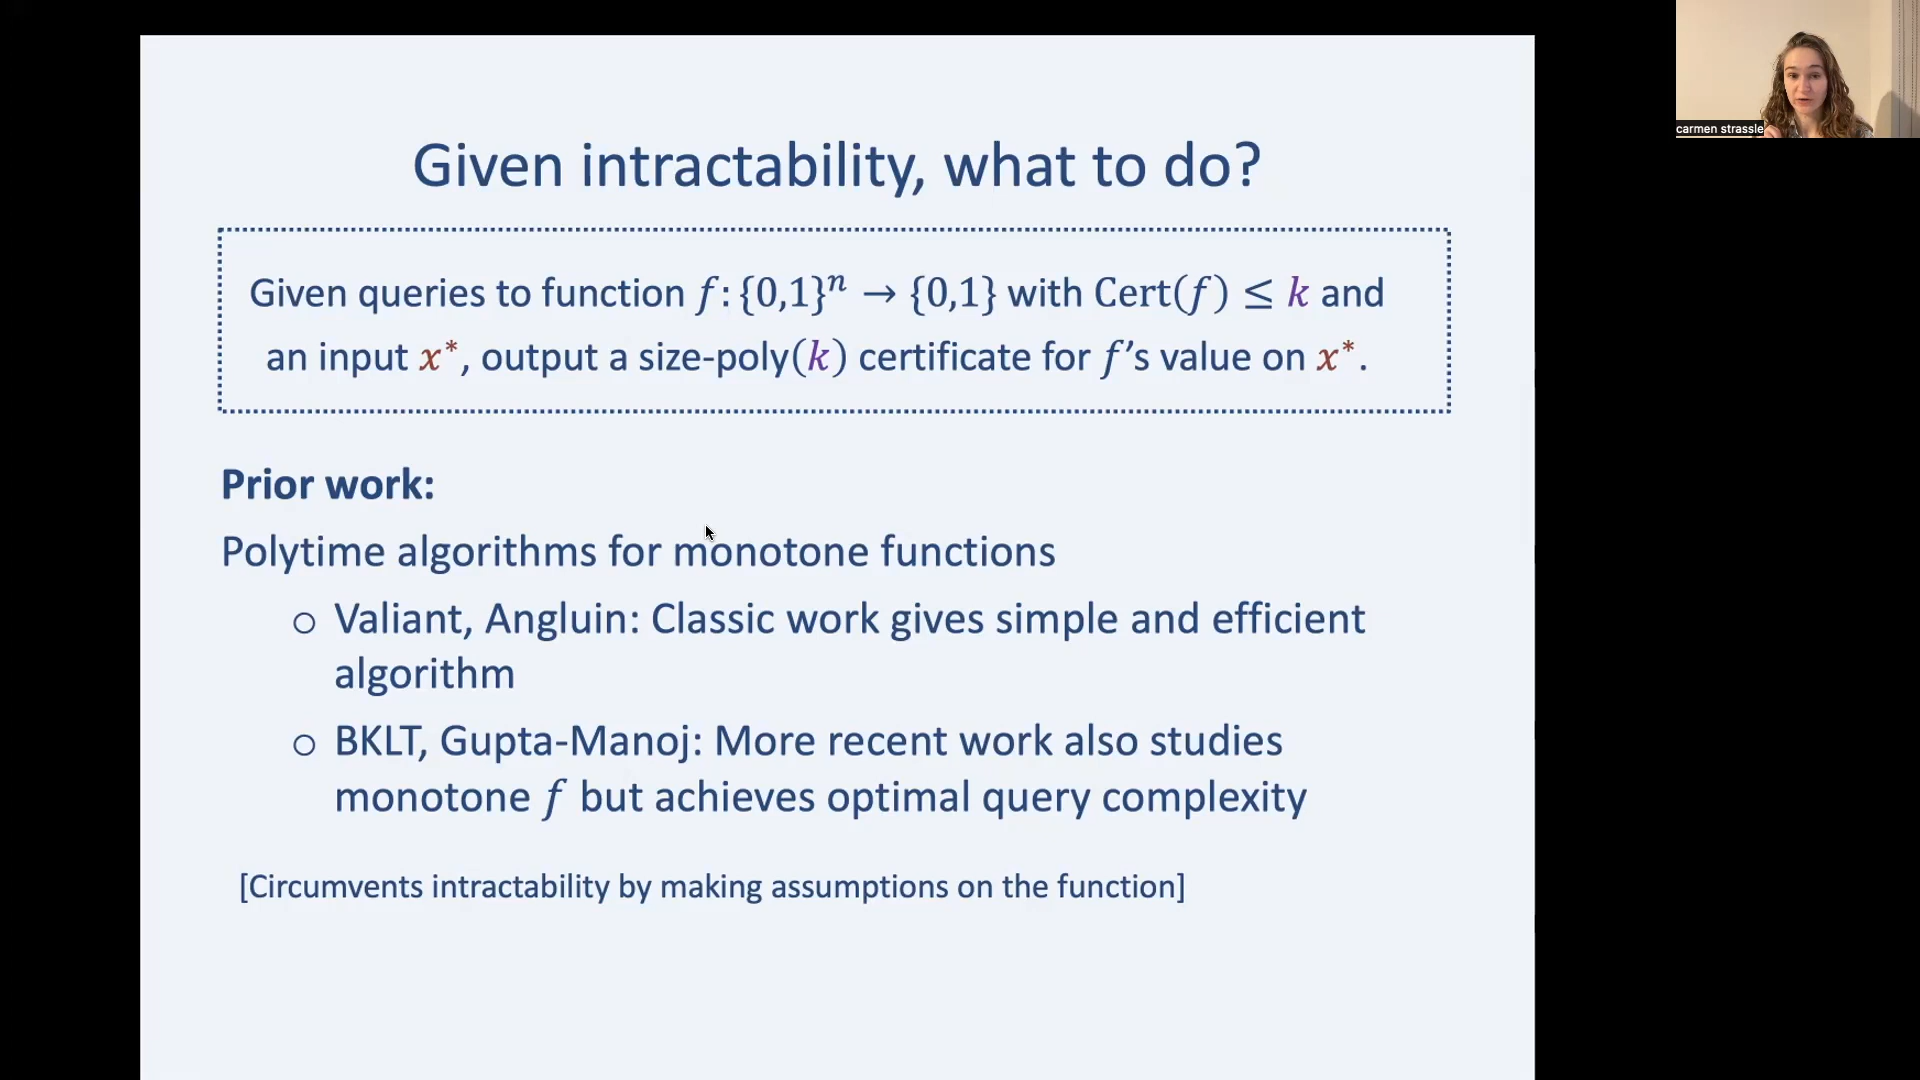 Given intractability, what to do?
Given queries to function f: {0,1}ⁿ → {0,1} with Cert(f) ≤ k and
an input x*, output a size-poly(k) certificate for f’s value on x*.
Prior work:
Polytime algorithms for monotone functions
○ Valiant, Angluin: Classic work gives simple and efficient
algorithm
○ BKLT, Gupta-Manoj: More recent work also studies
monotone f but achieves optimal query complexity
[Circumvents intractability by making assumptions on the function]
carmen strassle